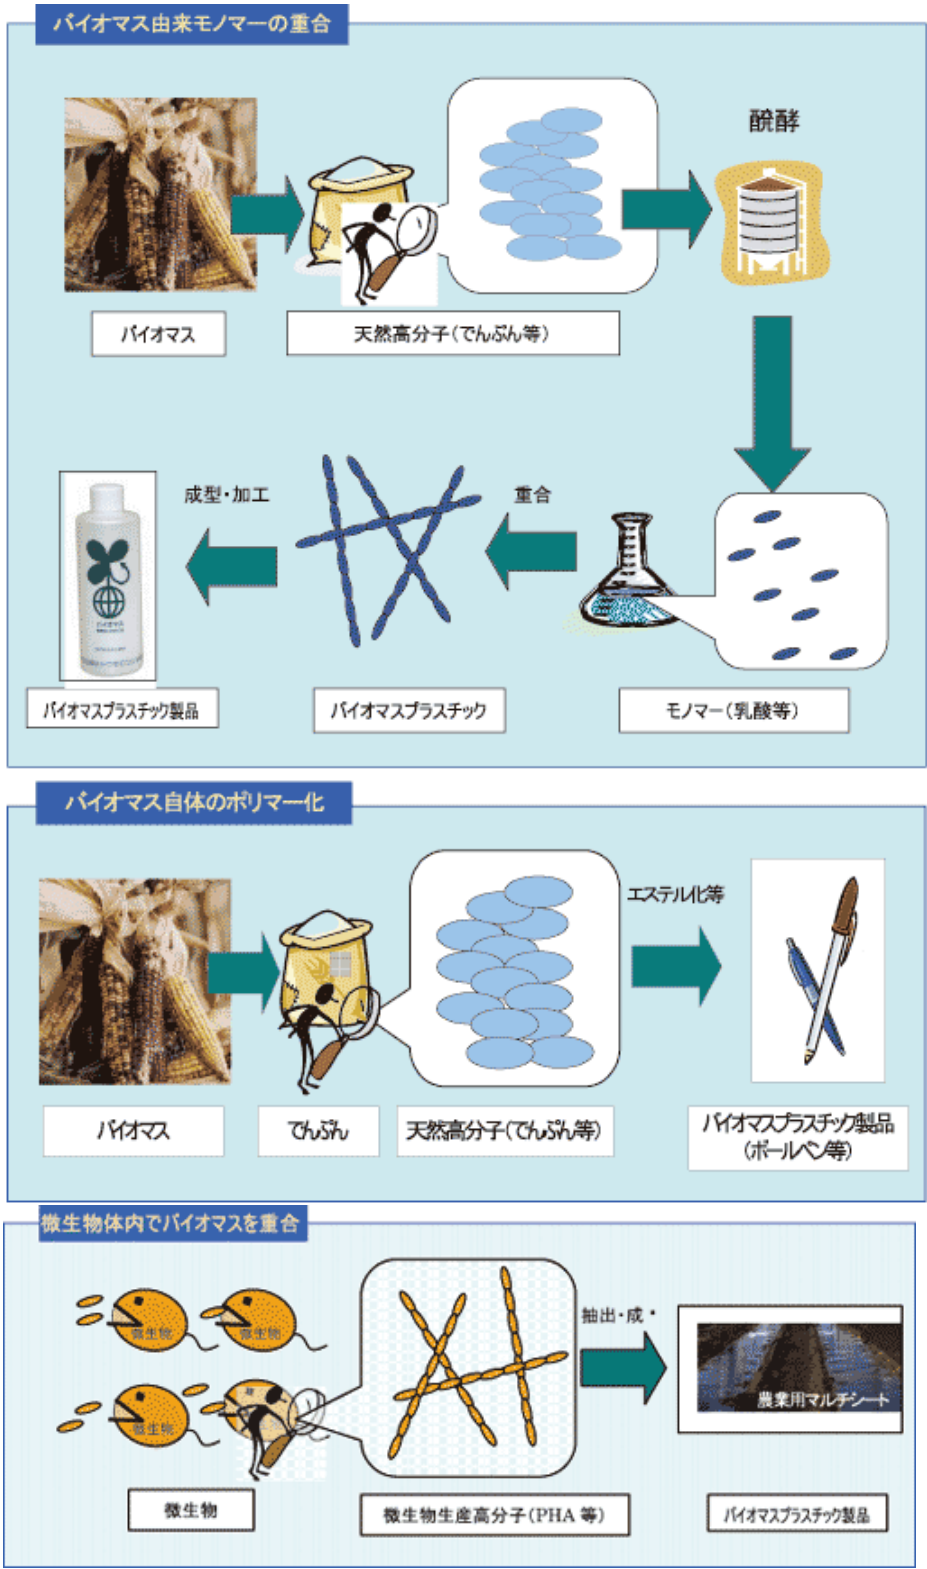 バイオマス由来モノマーの重合
醗酵
バイオマス
天然高分子(でんぷん等)
成型・加工
重合
バイオマス
バイオマスプラスチック製品
バイオマスプラスチック
モノマー(乳酸等)
バイオマス自体のポリマー化
エステル化等
バイオマス
でんぷん
天然高分子(でんぷん等)
バイオマスプラスチック製品
(ボールペン等)
微生物体内でバイオマスを重合
微生物
微生物
抽出・成・
微生物
農業用マルチシート
微生物
微生物生産高分子(PHA 等)
バイオマスプラスチック製品